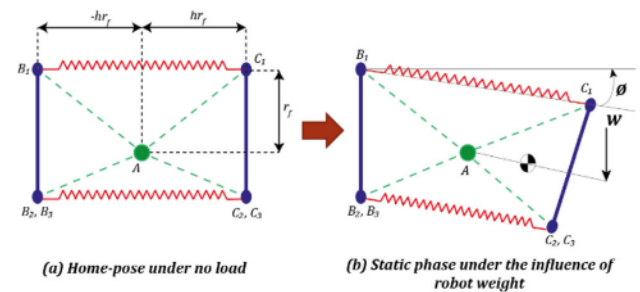 -hr_f
hr_f
B₁
C₁
r_f
A
B₂, B₃
C₂, C₃
(a) Home-pose under no load
B₁
C₁
ø
W
A
B₂, B₃
C₂, C₃
(b) Static phase under the influence of
robot weight